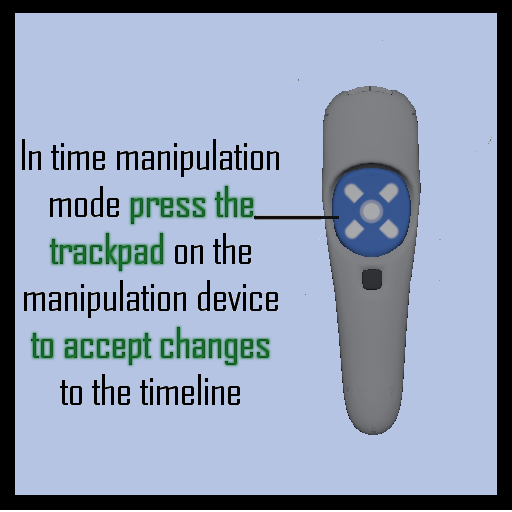 In time manipulation
mode press the
trackpad on the
manipulation device
to accept changes
to the timeline